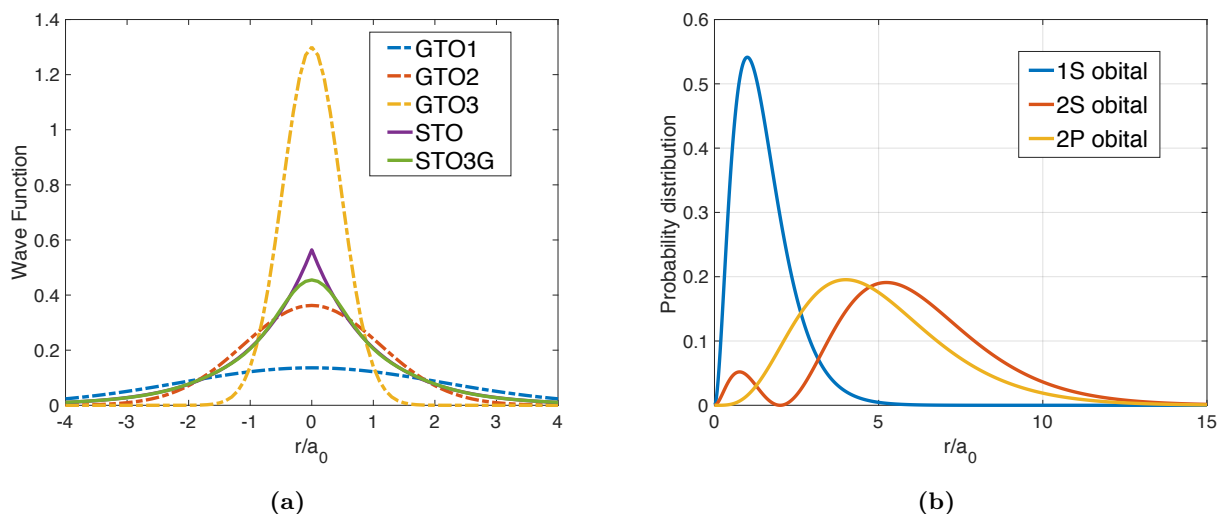 1.4
1.2
1
0.8
0.6
0.4
0.2
0
Wave Function
-4 -3 -2 -1 0 1 2 3 4
r/a0
GTO1
GTO2
GTO3
STO
STO3G
(a)
0.6
0.5
0.4
0.3
0.2
0.1
0
Probability distribution
0 5 10 15
r/a0
1S obital
2S obital
2P obital
(b)